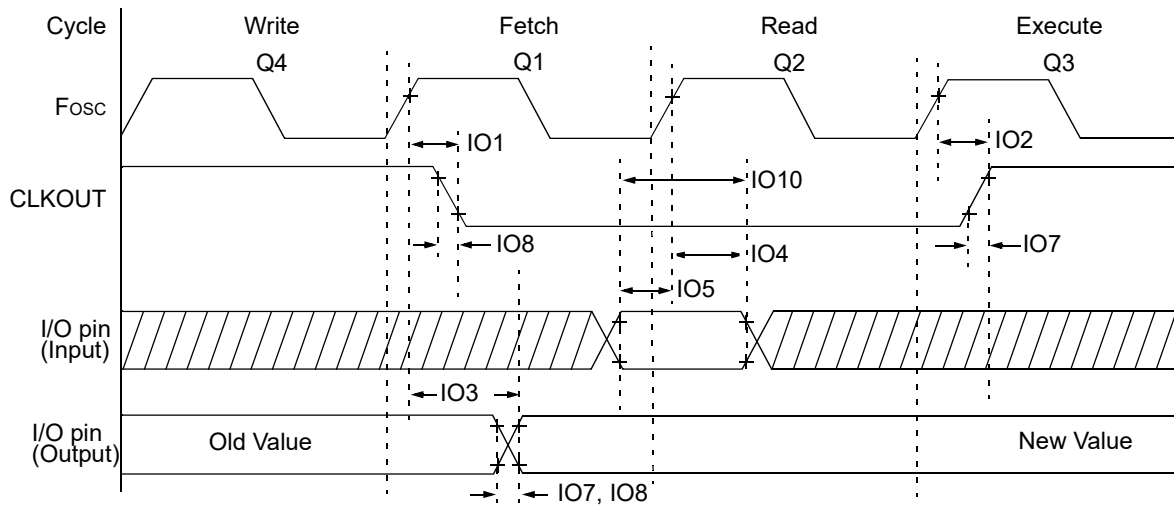 Cycle Write Fetch Read Execute
Q4 Q1 Q2 Q3
Fosc
IO1 IO2
IO10
CLKOUT
IO8 IO4 IO7
IO5
I/O pin
(Input)
IO3
I/O pin
(Output)
Old Value New Value
IO7, IO8